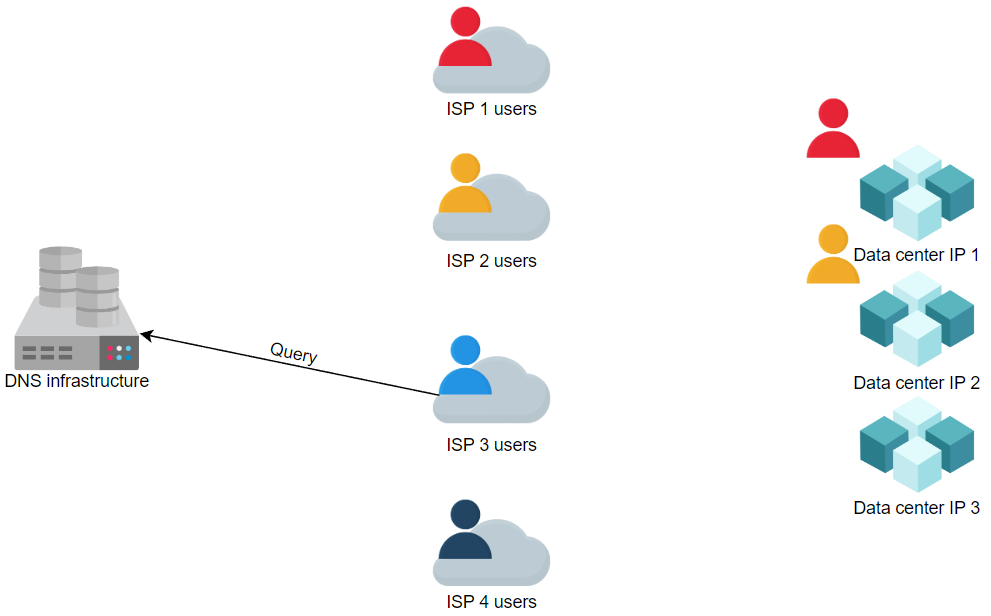 ISP 1 users
ISP 2 users
Data center IP 1
Query
DNS infrastructure
Data center IP 2
ISP 3 users
Data center IP 3
ISP 4 users